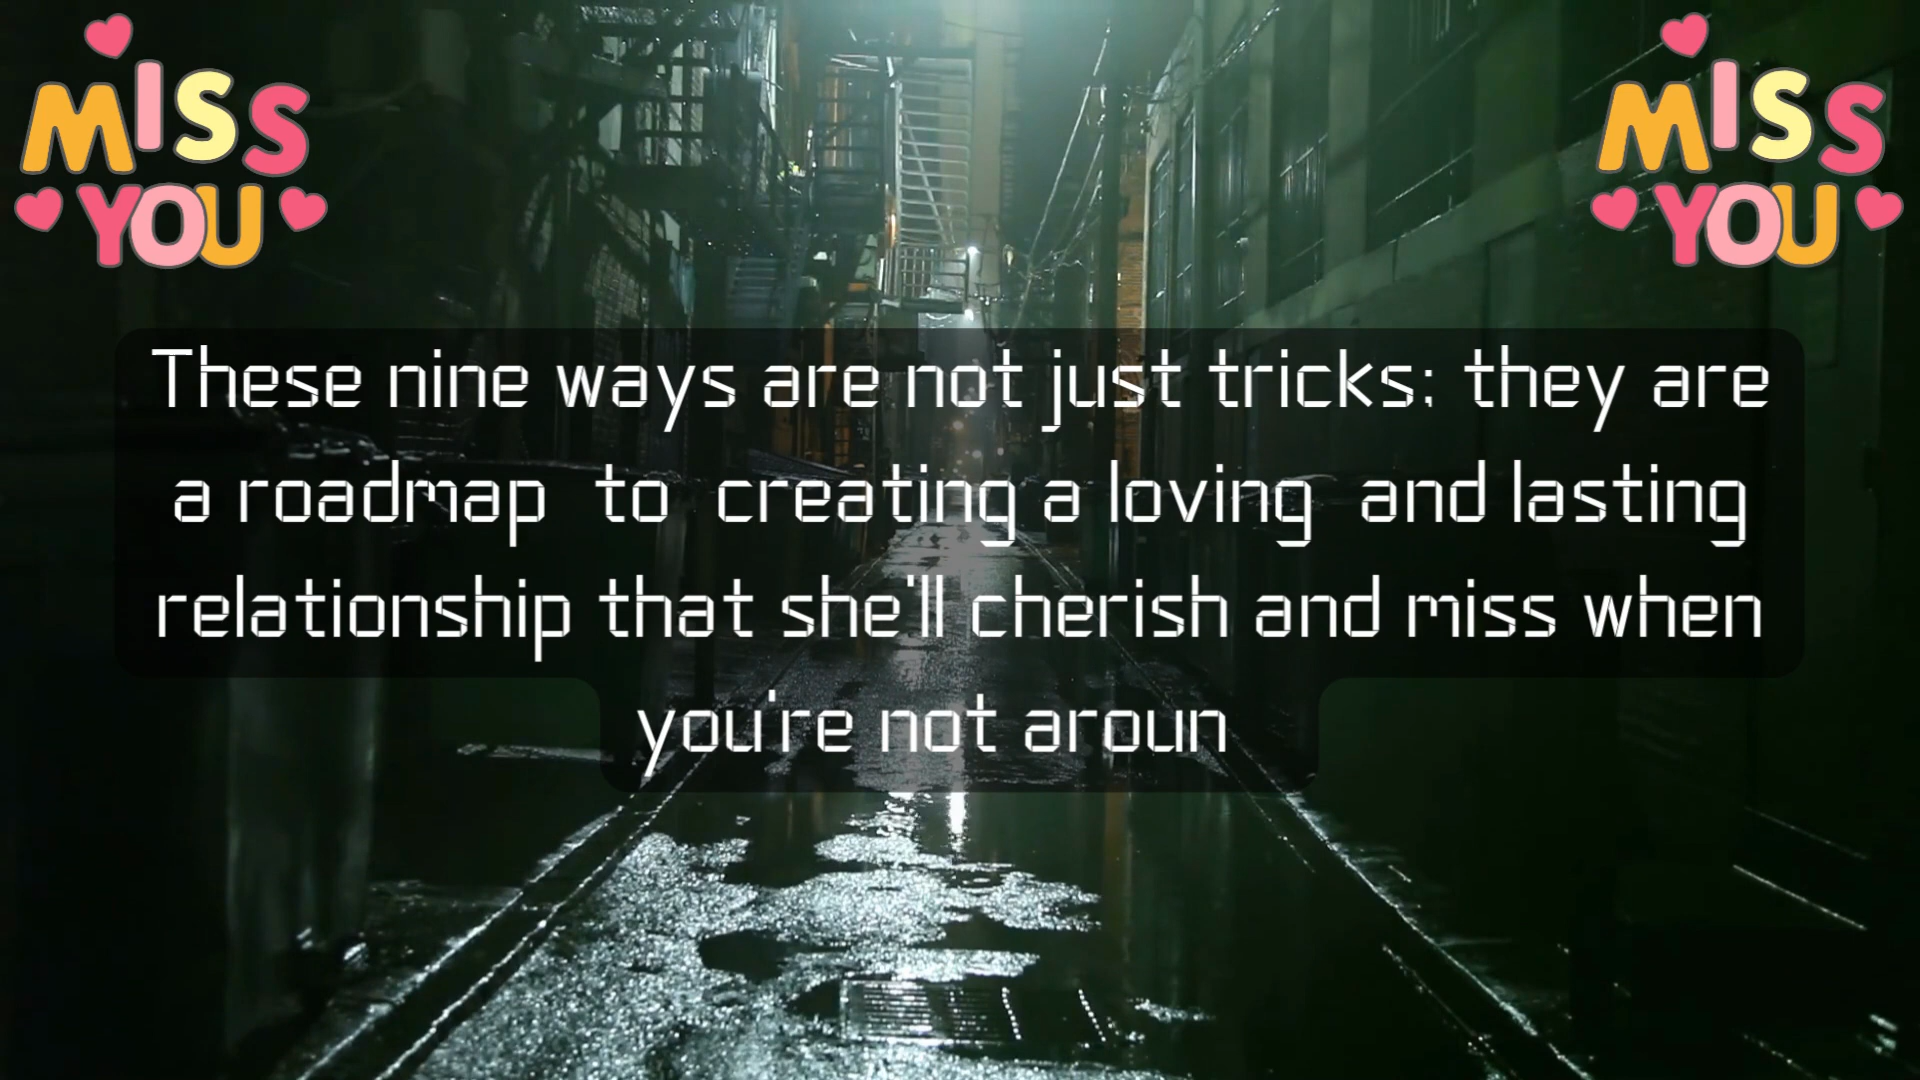 MISS
YOU
MISS
YOU
These nine ways are not just tricks; they are
a roadmap to creating a loving and lasting
relationship that she'll cherish and miss when
you're not aroun